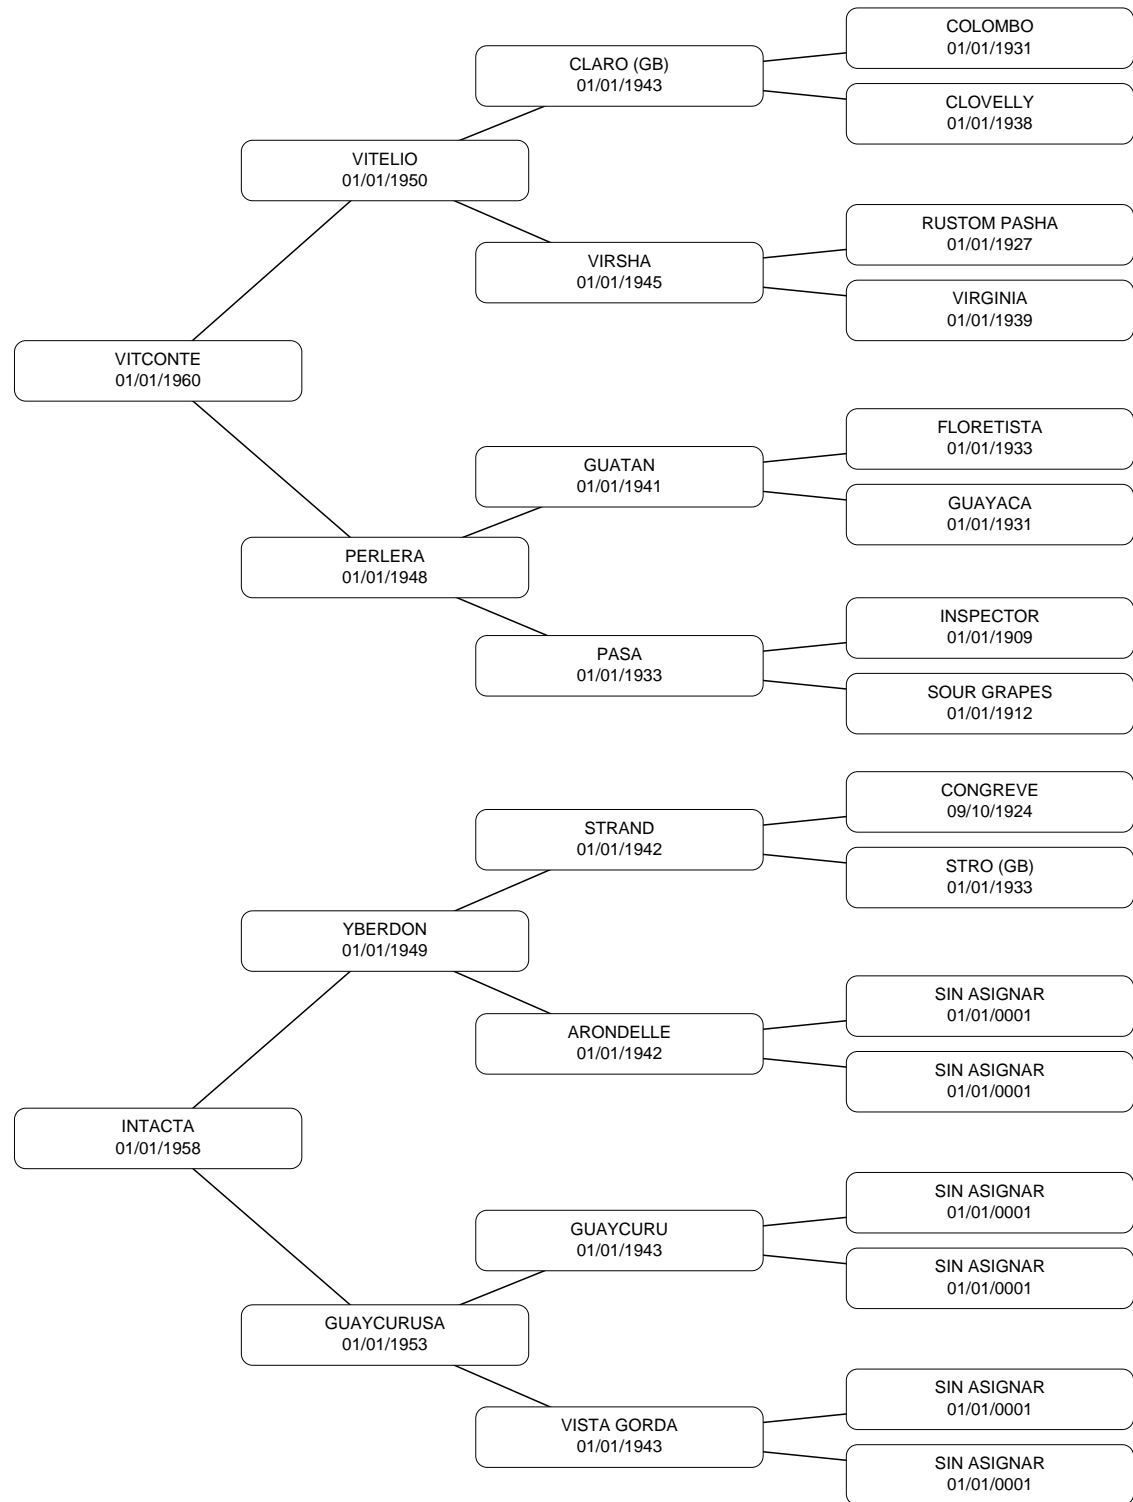 COLOMBO
01/01/1931
CLARO (GB)
01/01/1943
CLOVELLY
01/01/1938
VITELIO
01/01/1950
RUSTOM PASHA
01/01/1927
VIRSHA
01/01/1945
VIRGINIA
01/01/1939
VITCONTE
01/01/1960
FLORETISTA
01/01/1933
GUATAN
01/01/1941
GUAYACA
01/01/1931
PERLERA
01/01/1948
INSPECTOR
01/01/1909
PASA
01/01/1933
SOUR GRAPES
01/01/1912
CONGREVE
09/10/1924
STRAND
01/01/1942
STRO (GB)
01/01/1933
YBERDON
01/01/1949
SIN ASIGNAR
01/01/0001
ARONDELLE
01/01/1942
SIN ASIGNAR
01/01/0001
INTACTA
01/01/1958
SIN ASIGNAR
01/01/0001
GUAYCURU
01/01/1943
SIN ASIGNAR
01/01/0001
GUAYCURUSA
01/01/1953
SIN ASIGNAR
01/01/0001
VISTA GORDA
01/01/1943
SIN ASIGNAR
01/01/0001